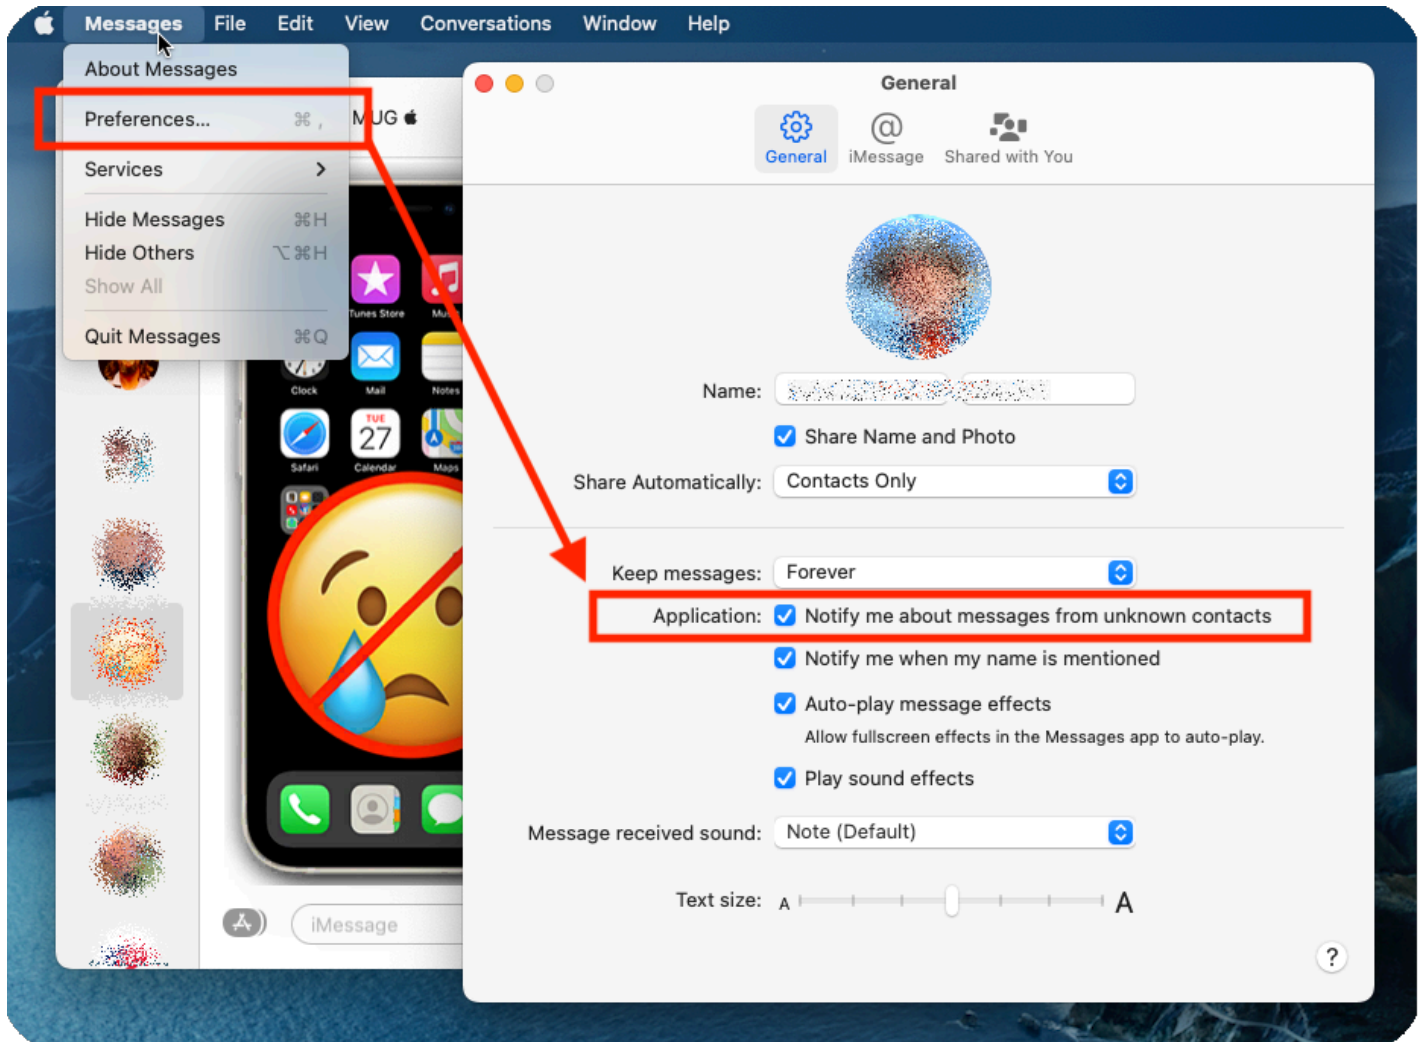 Messages File Edit View Conversations Window Help
About Messages
Preferences... ⌘ ,
Services
Hide Messages ⌘H
Hide Others ⌥⌘H
Show All
Quit Messages ⌘Q
MUG
Tunes Store
Clock
Mail
Notes
TUE
27
Safari
Calendar
Maps
iMessage
General
General
iMessage
Shared with You
Name:
Share Name and Photo
Share Automatically: Contacts Only
Keep messages: Forever
Application: Notify me about messages from unknown contacts
Notify me when my name is mentioned
Auto-play message effects
Allow fullscreen effects in the Messages app to auto-play.
Play sound effects
Message received sound: Note (Default)
Text size: A A
?